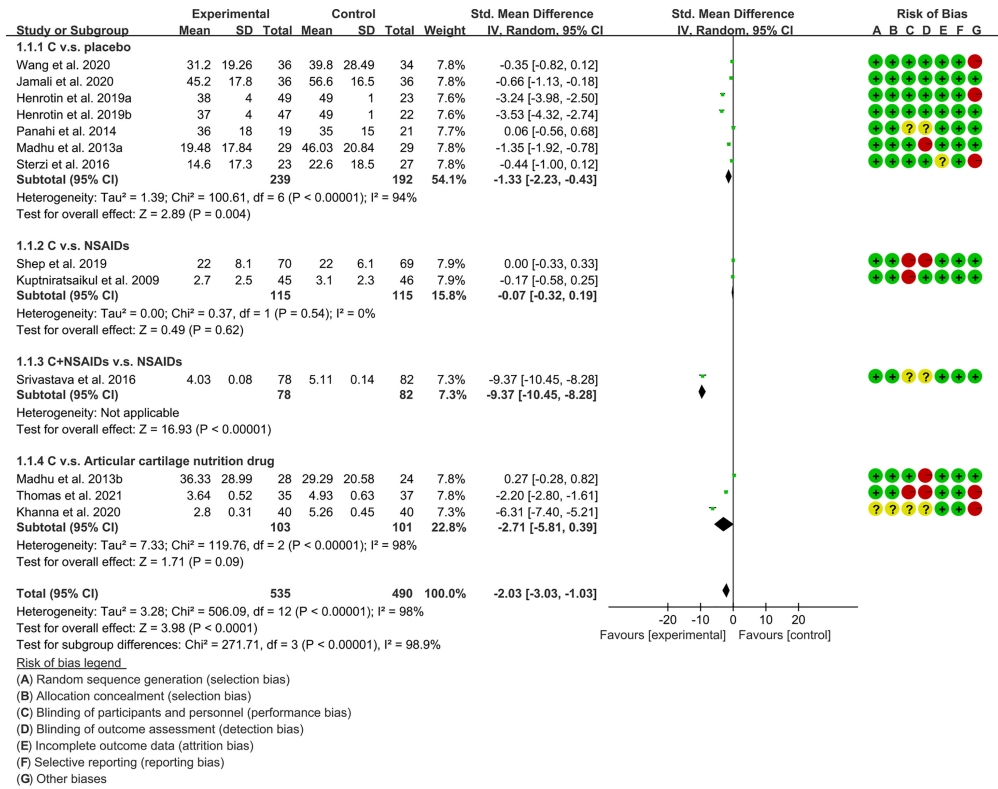 Experimental Control Std. Mean Difference Std. Mean Difference Risk of Bias
Study or Subgroup Mean SD Total Mean SD Total Weight IV, Random, 95% CI IV, Random, 95% CI A B C D E F G
1.1.1 C v.s. placebo
Wang et al. 2020 31.2 19.26 36 39.8 28.49 34 7.8% -0.35 [-0.82, 0.12]
Jamali et al. 2020 45.2 17.8 36 56.6 16.5 36 7.8% -0.66 [-1.13, -0.18]
Henrotin et al. 2019a 38 4 49 49 1 23 7.6% -3.24 [-3.98, -2.50]
Henrotin et al. 2019b 37 4 47 49 1 22 7.6% -3.53 [-4.32, -2.74]
Panahi et al. 2014 36 18 19 35 15 21 7.7% 0.06 [-0.56, 0.68] ? ?
Madhu et al. 2013a 19.48 17.84 29 46.03 20.84 29 7.8% -1.35 [-1.92, -0.78]
Sterzi et al. 2016 14.6 17.3 23 22.6 18.5 27 7.8% -0.44 [-1.00, 0.12] ?
Subtotal (95% CI) 239 192 54.1% -1.33 [-2.23, -0.43]
Heterogeneity: Tau² = 1.39; Chi² = 100.61, df = 6 (P < 0.00001); I² = 94%
Test for overall effect: Z = 2.89 (P = 0.004)
1.1.2 C v.s. NSAIDs
Shep et al. 2019 22 8.1 70 22 6.1 69 7.9% 0.00 [-0.33, 0.33]
Kuptniratsaikul et al. 2009 2.7 2.5 45 3.1 2.3 46 7.8% -0.17 [-0.58, 0.25]
Subtotal (95% CI) 115 115 15.8% -0.07 [-0.32, 0.19]
Heterogeneity: Tau² = 0.00; Chi² = 0.37, df = 1 (P = 0.54); I² = 0%
Test for overall effect: Z = 0.49 (P = 0.62)
1.1.3 C+NSAIDs v.s. NSAIDs
Srivastava et al. 2016 4.03 0.08 78 5.11 0.14 82 7.3% -9.37 [-10.45, -8.28] ? ?
Subtotal (95% CI) 78 82 7.3% -9.37 [-10.45, -8.28]
Heterogeneity: Not applicable
Test for overall effect: Z = 16.93 (P < 0.00001)
1.1.4 C v.s. Articular cartilage nutrition drug
Madhu et al. 2013b 36.33 28.99 28 29.29 20.58 24 7.8% 0.27 [-0.28, 0.82]
Thomas et al. 2021 3.64 0.52 35 4.93 0.63 37 7.7% -2.20 [-2.80, -1.61]
Khanna et al. 2020 2.8 0.31 40 5.26 0.45 40 7.3% -6.31 [-7.40, -5.21] ? ? ? ?
Subtotal (95% CI) 103 101 22.8% -2.71 [-5.81, 0.39]
Heterogeneity: Tau² = 7.33; Chi² = 119.76, df = 2 (P < 0.00001); I² = 98%
Test for overall effect: Z = 1.71 (P = 0.09)
Total (95% CI) 535 490 100.0% -2.03 [-3.03, -1.03]
Heterogeneity: Tau² = 3.28; Chi² = 506.09, df = 12 (P < 0.00001); I² = 98%
Test for overall effect: Z = 3.98 (P < 0.0001)
Test for subgroup differences: Chi² = 271.71, df = 3 (P < 0.00001), I² = 98.9%
-20 -10 0 10 20
Favours [experimental] Favours [control]
Risk of bias legend
(A) Random sequence generation (selection bias)
(B) Allocation concealment (selection bias)
(C) Blinding of participants and personnel (performance bias)
(D) Blinding of outcome assessment (detection bias)
(E) Incomplete outcome data (attrition bias)
(F) Selective reporting (reporting bias)
(G) Other biases